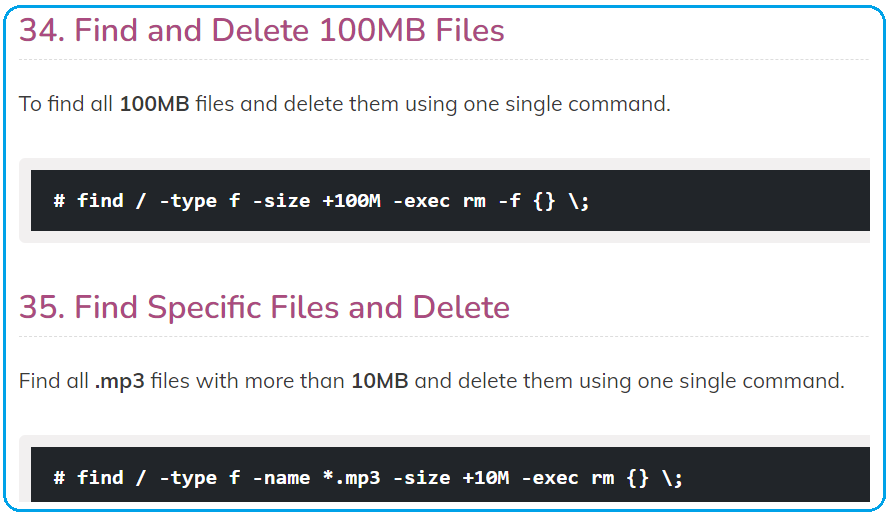 34. Find and Delete 100MB Files
To find all 100MB files and delete them using one single command.
# find / -type f -size +100M -exec rm -f {} \;
35. Find Specific Files and Delete
Find all .mp3 files with more than 10MB and delete them using one single command.
# find / -type f -name *.mp3 -size +10M -exec rm {} \;